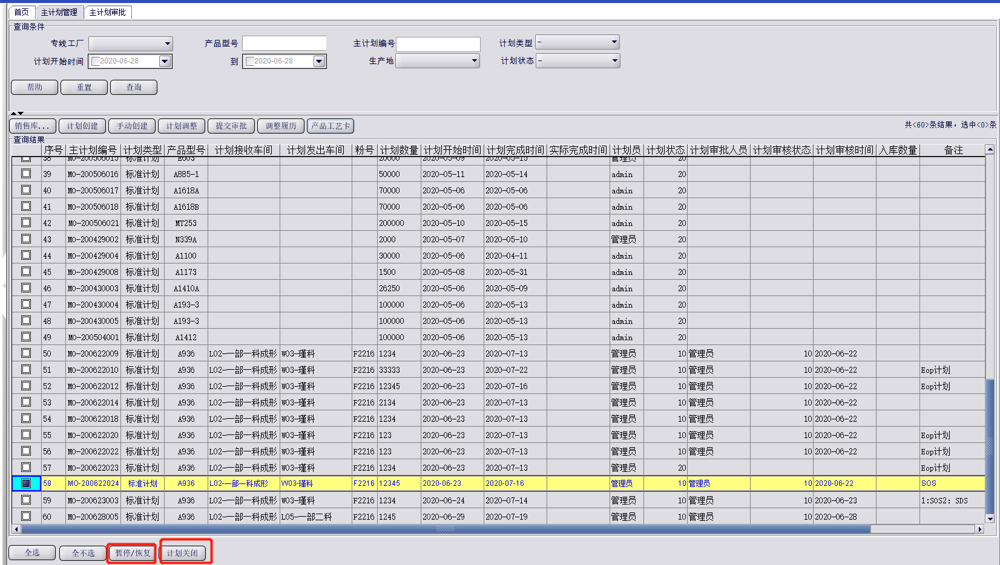 首页 主计划管理 主计划审批
查询条件
专线工厂 产品型号 主计划编号 计划类型 -
计划开始时间 2020-06-28 到 2020-06-28 生产地 计划状态 -
帮助 重置 查询
销售库... 计划创建 手动创建 计划调整 提交审批 调整履历 产品工艺卡 共<60>条结果, 选中<0>条
查询结果
序号 主计划编号 计划类型 产品型号 计划接收车间 计划发出车间 粉号 计划数量 计划开始时间 计划完成时间 实际完成时间 计划员 计划状态 计划审批人员 计划审核状态 计划审核时间 入库数量 备注
38 MO-200506015 标准计划 B603 20000 2020-05-09 2020-05-15 管理员 20
39 MO-200506016 标准计划 A885-1 50000 2020-05-11 2020-05-14 admin 20
40 MO-200506017 标准计划 A1618A 70000 2020-05-06 2020-05-06 admin 20
41 MO-200506018 标准计划 A1618B 70000 2020-05-06 2020-05-06 admin 20
42 MO-200506021 标准计划 MT253 200000 2020-05-10 2020-05-15 admin 20
43 MO-200429002 标准计划 N339A 2000 2020-05-07 2020-05-10 管理员 20
44 MO-200429004 标准计划 A1100 30000 2020-05-06 2020-04-11 admin 20
45 MO-200429008 标准计划 A1173 1500 2020-05-08 2020-05-31 admin 20
46 MO-200430003 标准计划 A1410A 26250 2020-05-06 2020-05-09 admin 20
47 MO-200430004 标准计划 A193-3 100000 2020-05-06 2020-05-13 admin 20
48 MO-200430005 标准计划 A193-3 100000 2020-05-06 2020-05-13 admin 20
49 MO-200504001 标准计划 A1412 100000 2020-05-06 2020-05-13 admin 20
50 MO-200622009 标准计划 A936 L02-一部一科成形 W03-瑾科 F2216 1234 2020-06-23 2020-07-13 管理员 10 管理员 10 2020-06-22
51 MO-200622010 标准计划 A936 L02-一部一科成形 W03-瑾科 F2216 33333 2020-06-23 2020-07-22 管理员 10 管理员 10 2020-06-22 Eop计划
52 MO-200622012 标准计划 A936 L02-一部一科成形 W03-瑾科 F2216 12345 2020-06-23 2020-07-16 管理员 10 管理员 10 2020-06-22 Eop计划
53 MO-200622014 标准计划 A936 L02-一部一科成形 W03-瑾科 F2216 2134 2020-06-23 2020-07-13 管理员 10 管理员 10 2020-06-22
54 MO-200622018 标准计划 A936 L02-一部一科成形 W03-瑾科 F2216 1234 2020-06-23 2020-07-13 管理员 10 管理员 10 2020-06-22
55 MO-200622020 标准计划 A936 L02-一部一科成形 W03-瑾科 F2216 123 2020-06-23 2020-07-13 管理员 10 管理员 10 2020-06-22 Eop计划
56 MO-200622022 标准计划 A936 L02-一部一科成形 W03-瑾科 F2216 123 2020-06-23 2020-07-13 管理员 10 管理员 10 2020-06-22 Eop计划
57 MO-200622023 标准计划 A936 L02-一部一科成形 W03-瑾科 F2216 1234 2020-06-23 2020-07-13 管理员 20 Eop计划
58 MO-200622024 标准计划 A936 L02-一部一科成形 W03-瑾科 F2216 12345 2020-06-23 2020-07-16 管理员 10 管理员 10 2020-06-22 SOS
59 MO-200623003 标准计划 A936 L02-一部一科成形 W03-瑾科 F2216 1234 2020-06-24 2020-07-14 管理员 10 管理员 10 2020-06-23 1:SOS2: SDS
60 MO-200628005 标准计划 A936 L02-一部一科成形 L05-一部二科 F2216 1245 2020-06-29 2020-07-19 管理员 10 管理员 10 2020-06-28
全选 全不选 暂停/恢复 计划关闭